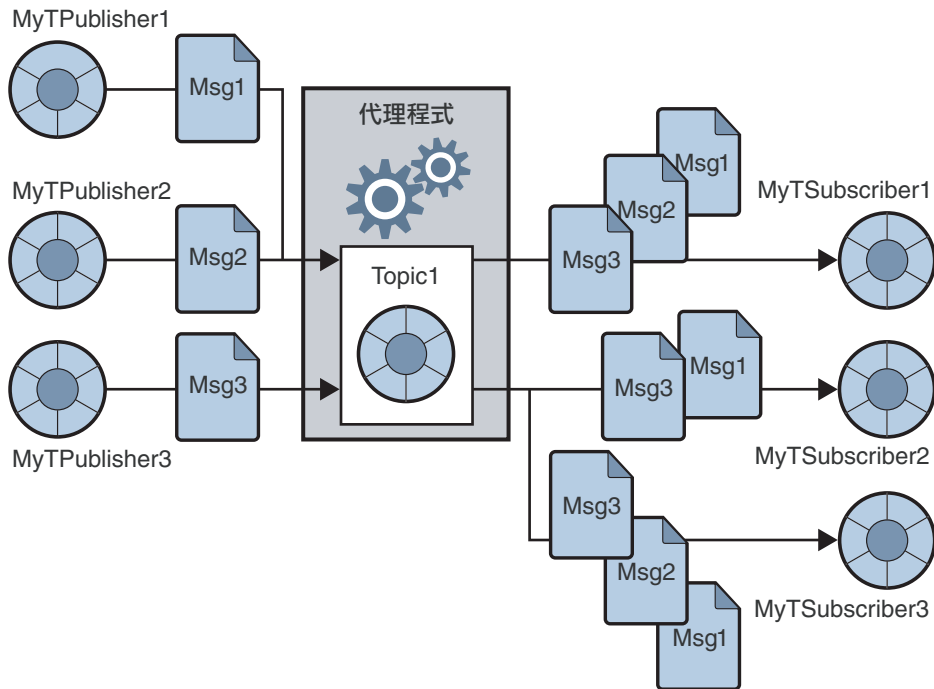 MyTPublisher1
Msg1
MyTPublisher2
Msg2
Msg3
MyTPublisher3
代理程式
Topic1
Msg1
Msg2
Msg3
MyTSubscriber1
Msg3
Msg1
MyTSubscriber2
Msg3
Msg2
Msg1
MyTSubscriber3